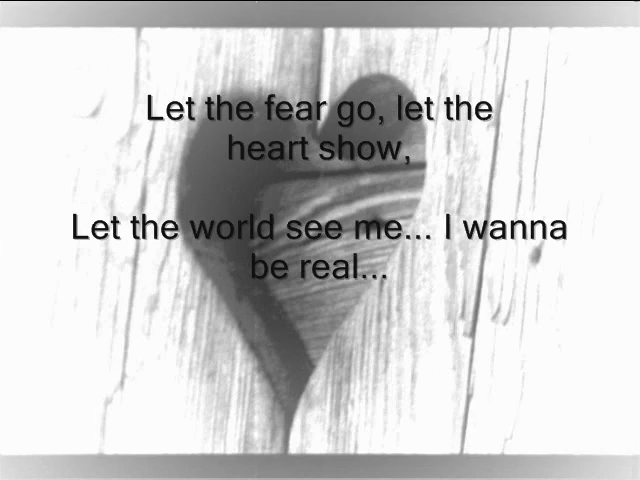 Let the fear go, let the
heart show,
Let the world see me... I wanna
be real...